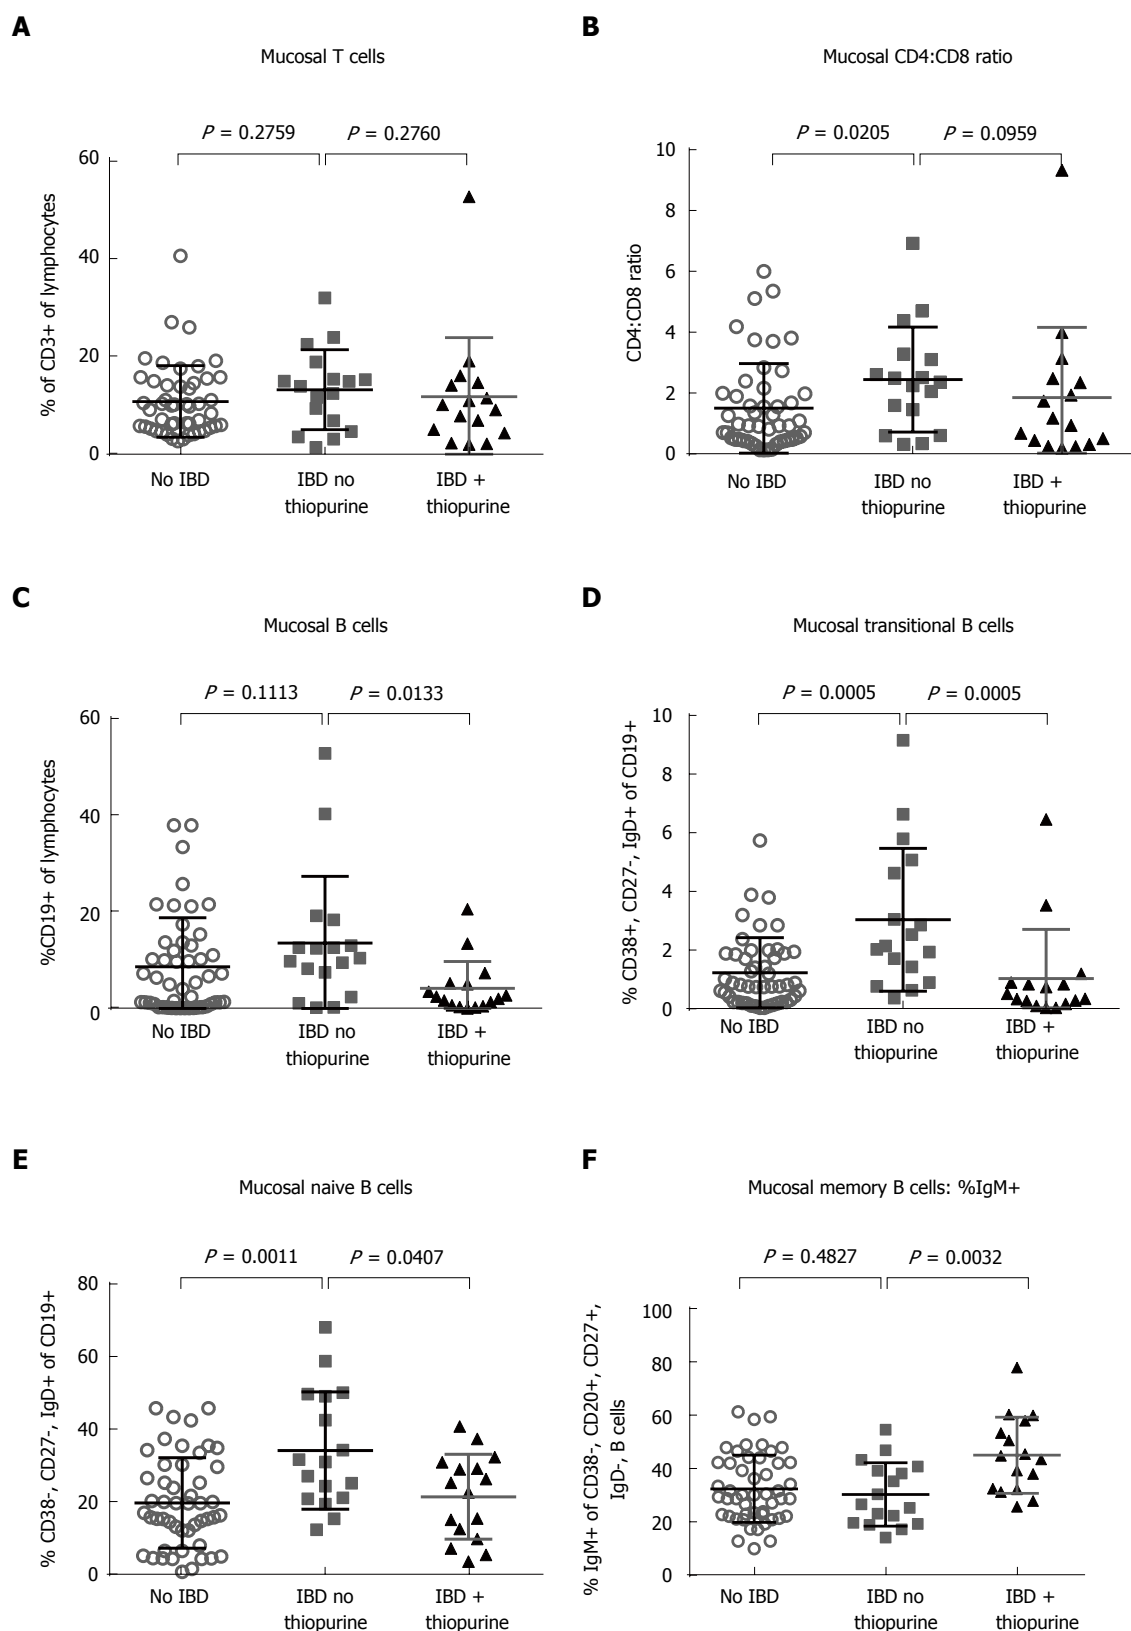 A
Mucosal T cells
P = 0.2759
P = 0.2760
% of CD3+ of lymphocytes
60
40
20
0
No IBD
IBD no
thiopurine
IBD +
thiopurine
B
Mucosal CD4:CD8 ratio
P = 0.0205
P = 0.0959
CD4:CD8 ratio
10
8
6
4
2
0
No IBD
IBD no
thiopurine
IBD +
thiopurine
C
Mucosal B cells
P = 0.1113
P = 0.0133
%CD19+ of lymphocytes
60
40
20
0
No IBD
IBD no
thiopurine
IBD +
thiopurine
D
Mucosal transitional B cells
P = 0.0005
P = 0.0005
% CD38+, CD27-, IgD+ of CD19+
10
8
6
4
2
0
No IBD
IBD no
thiopurine
IBD +
thiopurine
E
Mucosal naive B cells
P = 0.0011
P = 0.0407
% CD38-, CD27-, IgD+ of CD19+
80
60
40
20
0
No IBD
IBD no
thiopurine
IBD +
thiopurine
F
Mucosal memory B cells: %IgM+
P = 0.4827
P = 0.0032
% IgM+ of CD38-, CD20+, CD27+,
IgD-, B cells
100
80
60
40
20
0
No IBD
IBD no
thiopurine
IBD +
thiopurine